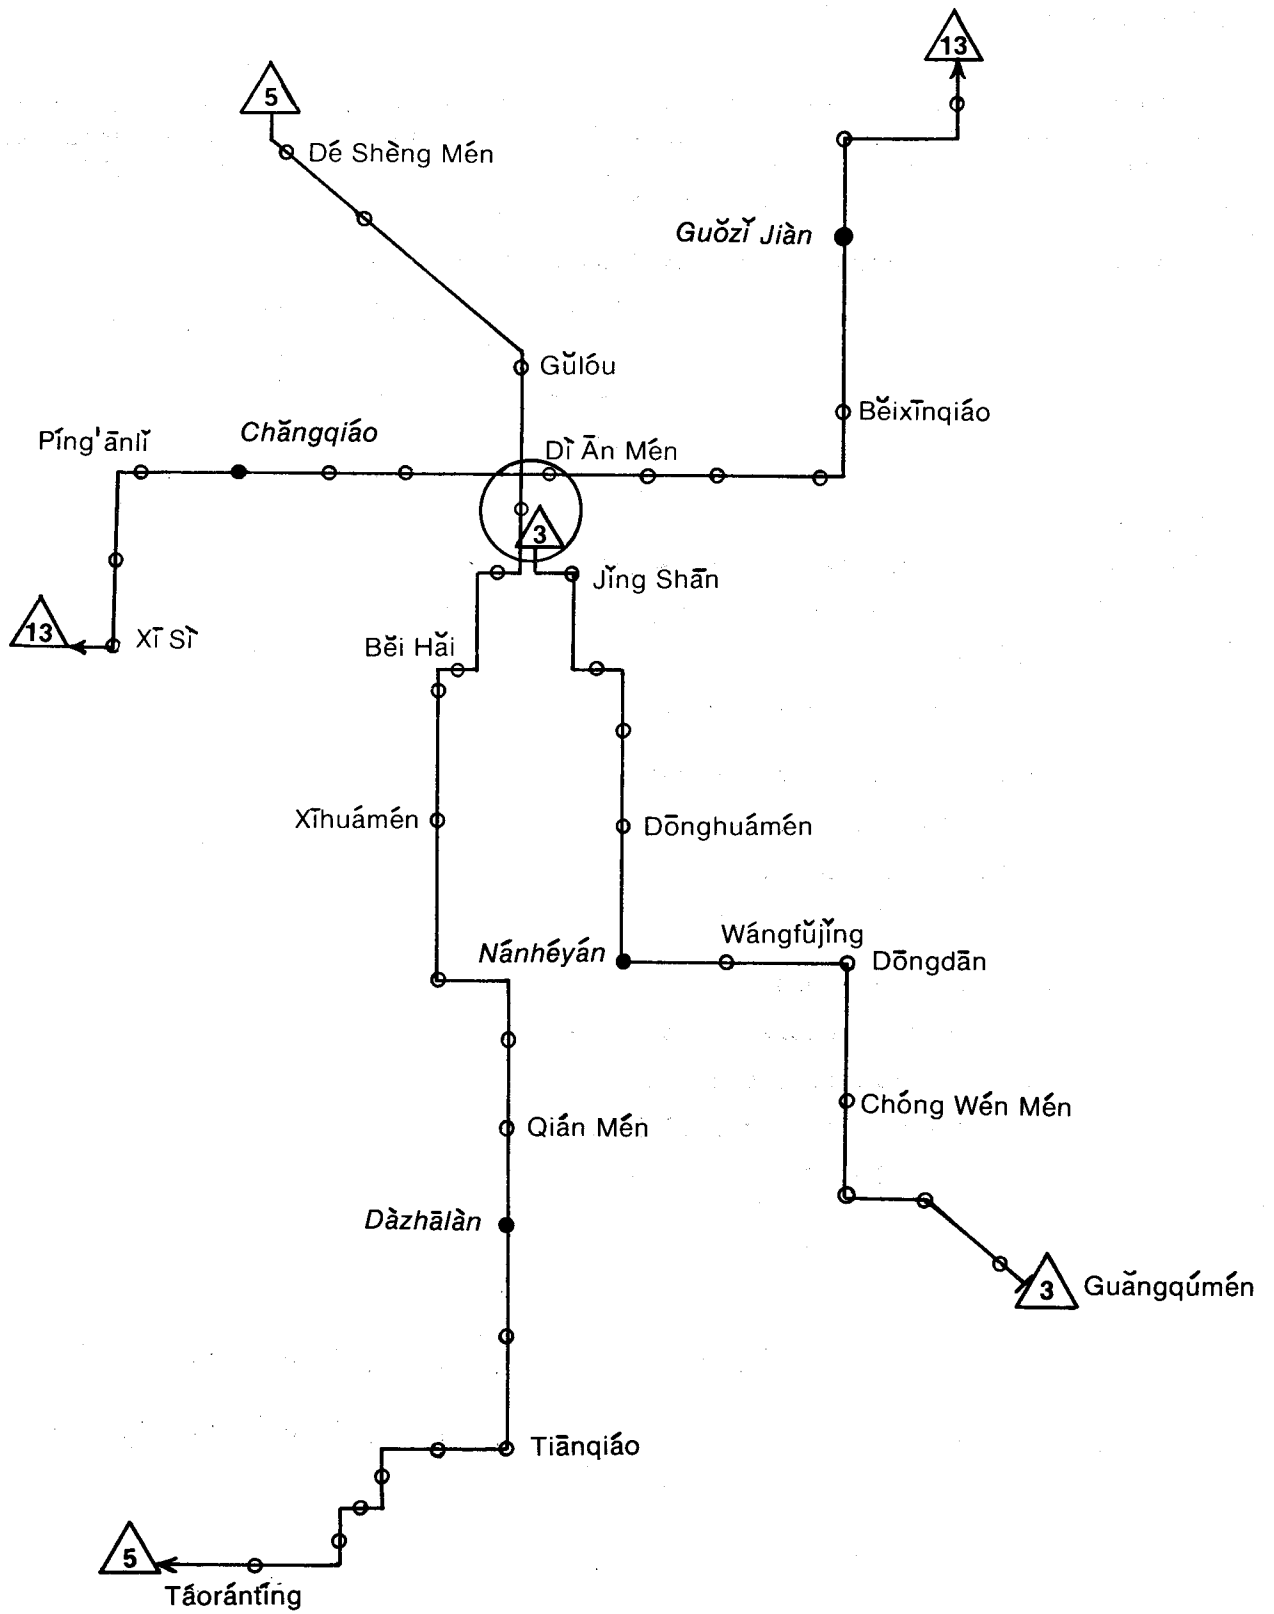 13
5
Dé Shèng Mén
Guǒzǐ Jiàn
Gǔlóu
Běixīnqiáo
Chǎngqiáo
Píng'ānlǐ
Dì Ān Mén
3
Jǐng Shān
13
Xī Sì
Běi Hǎi
Xīhuámén
Dōnghuámén
Wángfǔjǐng
Nánhéyán
Dōngdān
Chóng Wén Mén
Qián Mén
Dàzhālàn
3
Guǎngqúmén
Tiānqiáo
5
Táorántíng